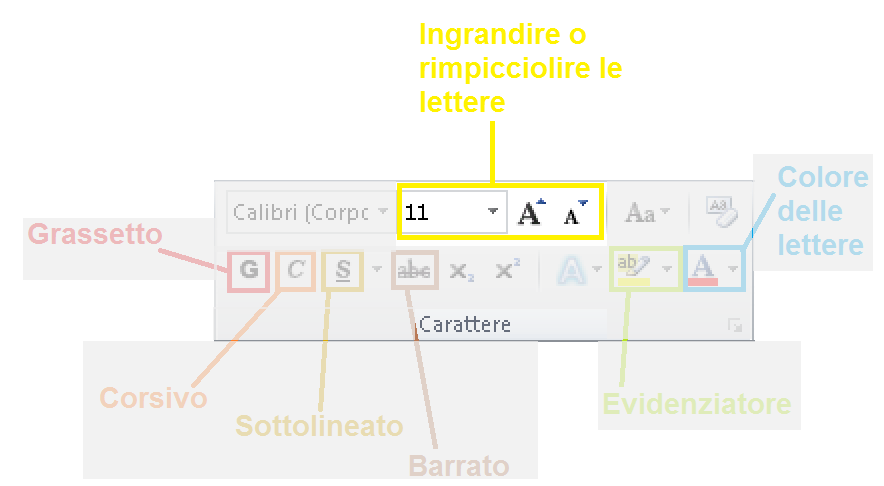 Ingrandire o
rimpicciolire le
lettere
Colore
delle
lettere
Calibri (Corpc
11
A A
Aa
Grassetto
G C S abc x₂ x² A ab A
Carattere
Corsivo
Sottolineato
Barrato
Evidenziatore